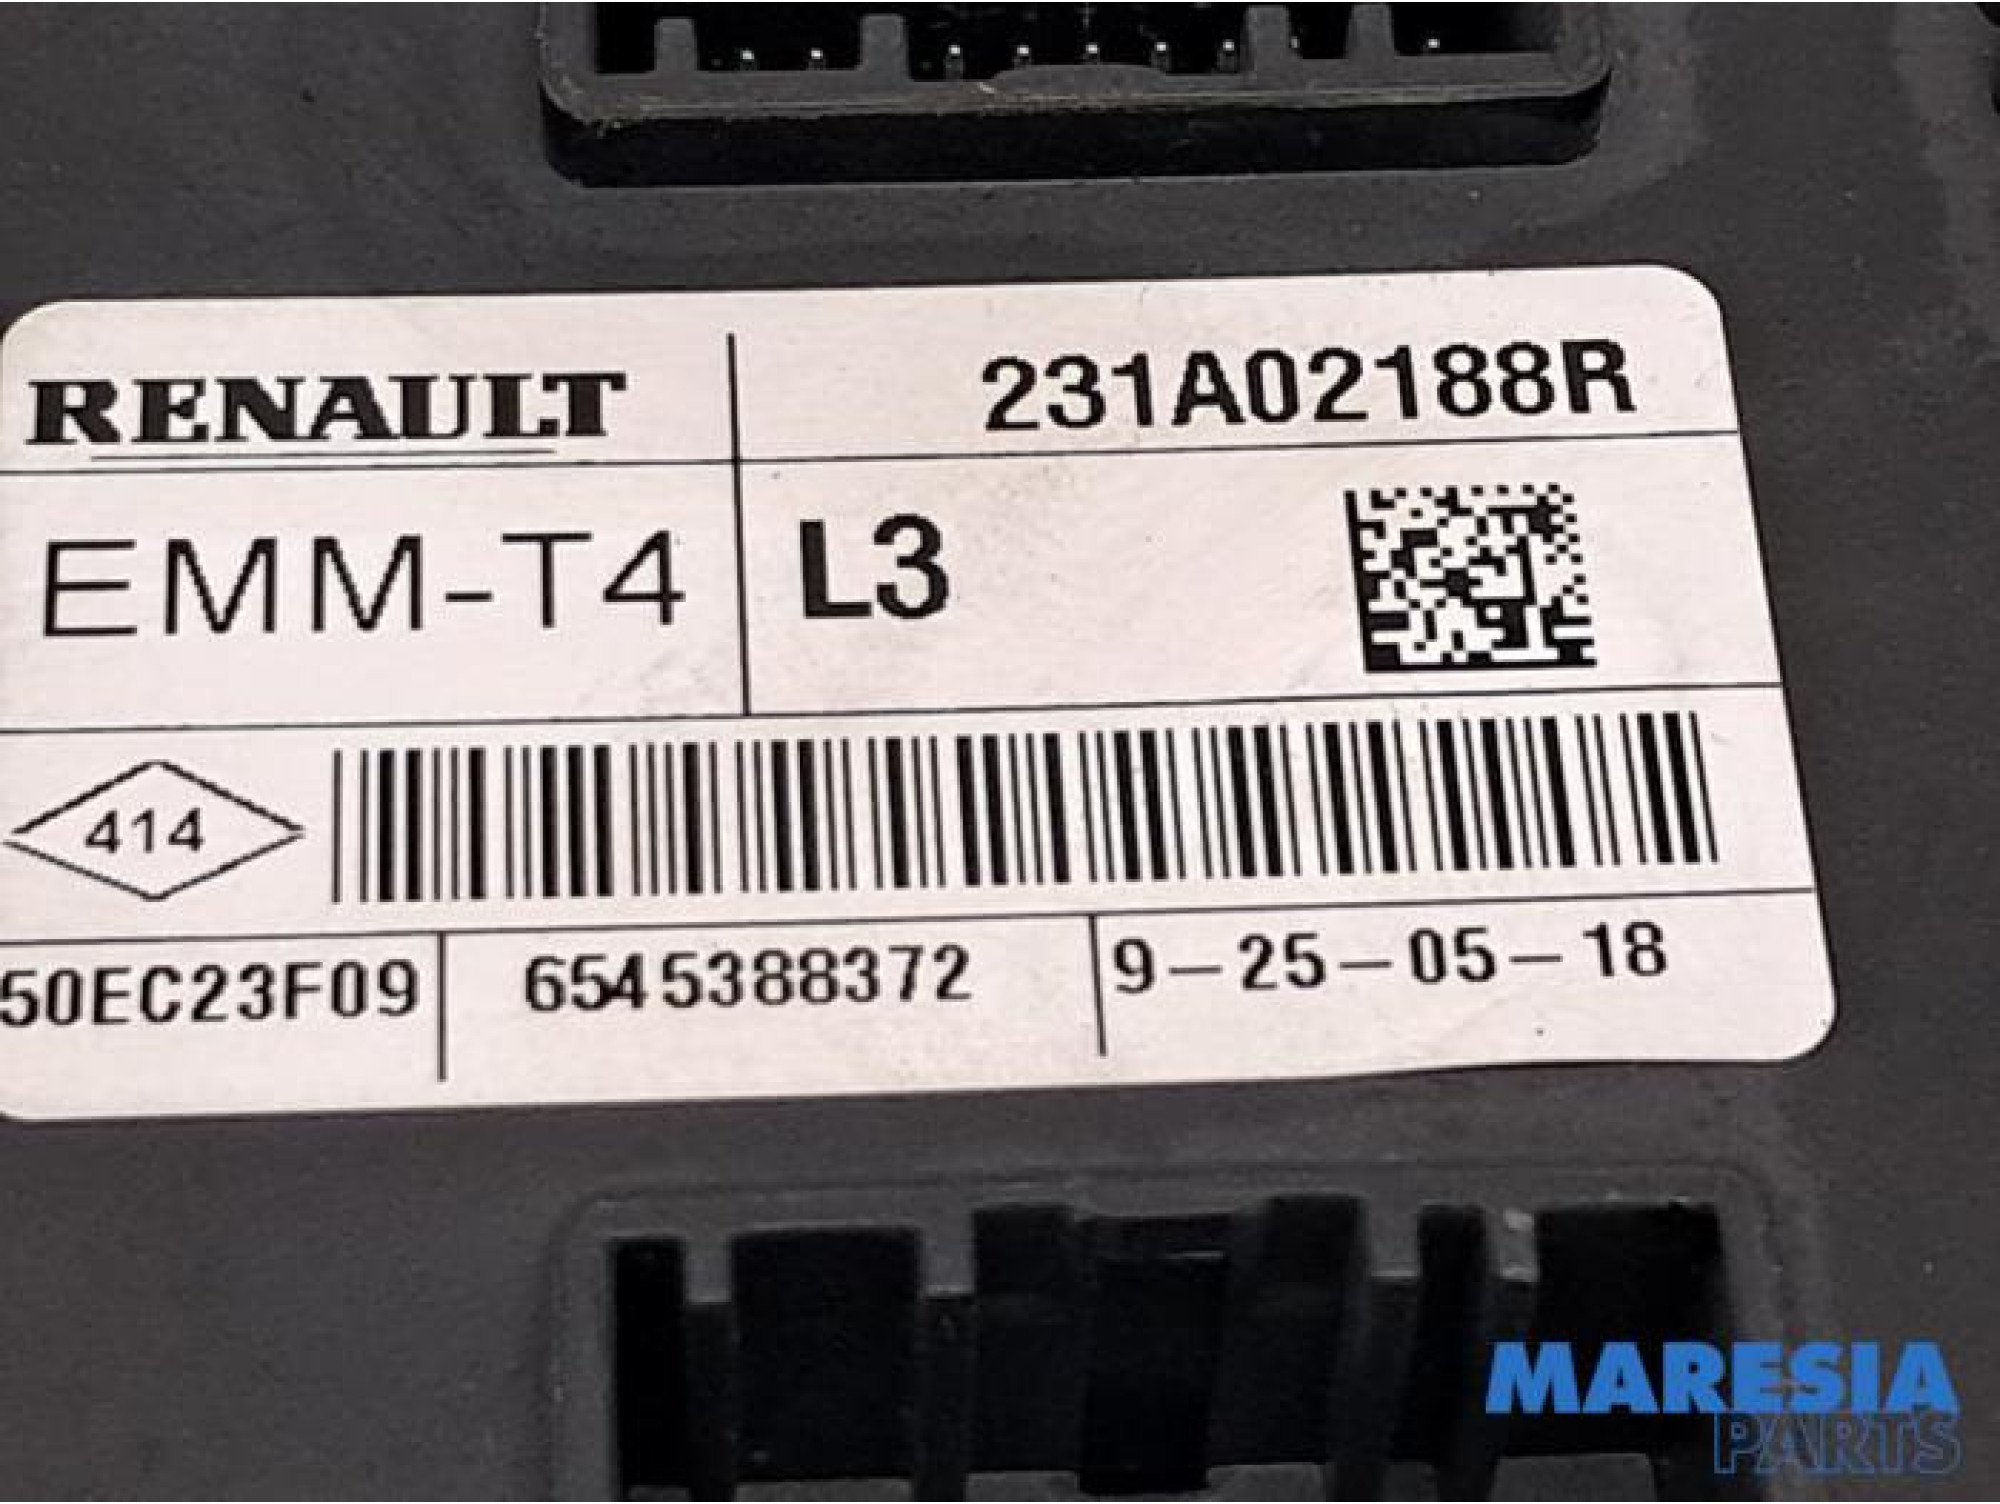 RENAULT 231A02188R
EMM-T4 L3
414
50EC23F09 6545388372 9-25-05-18
MARESIA
PARTS